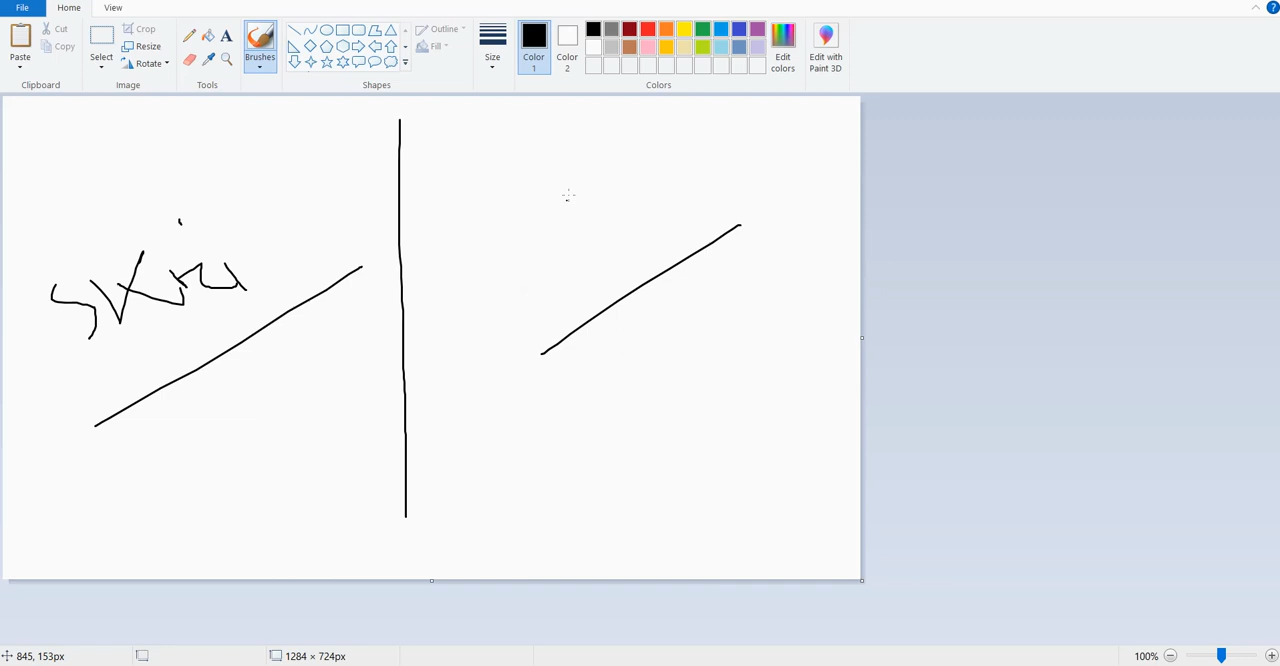 File
Home
View
Paste
Cut
Copy
Clipboard
Select
Crop
Resize
Rotate
Image
Tools
Brushes
Shapes
Outline
Fill
Size
Color 1
Color 2
Edit colors
Colors
Edit with Paint 3D
845, 153px
1284 × 724px
100%